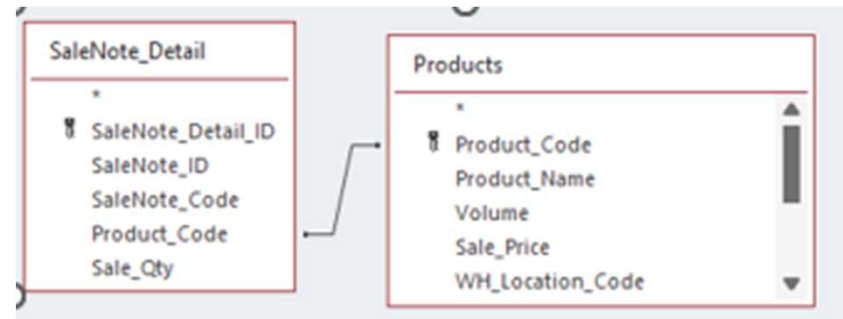 SaleNote_Detail
*
SaleNote_Detail_ID
SaleNote_ID
SaleNote_Code
Product_Code
Sale_Qty
Products
*
Product_Code
Product_Name
Volume
Sale_Price
WH_Location_Code